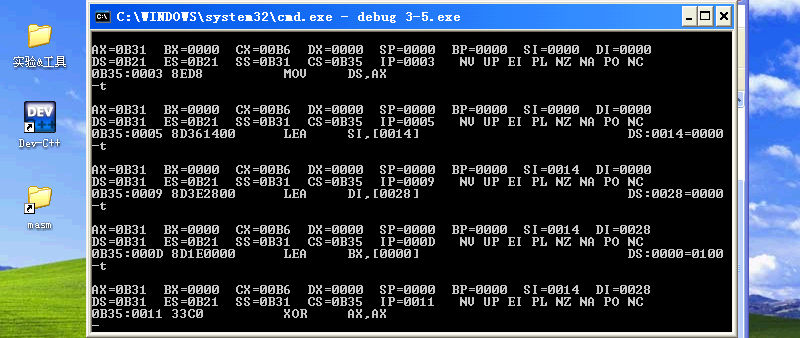 C:\WINDOWS\system32\cmd.exe - debug 3-5.exe
AX=0B31 BX=0000 CX=00B6 DX=0000 SP=0000 BP=0000 SI=0000 DI=0000
DS=0B21 ES=0B21 SS=0B31 CS=0B35 IP=0003 NV UP EI PL NZ NA PO NC
0B35:0003 8ED8 MOV DS,AX
-t
AX=0B31 BX=0000 CX=00B6 DX=0000 SP=0000 BP=0000 SI=0000 DI=0000
DS=0B31 ES=0B21 SS=0B31 CS=0B35 IP=0005 NV UP EI PL NZ NA PO NC
0B35:0005 8D361400 LEA SI,[0014] DS:0014=0000
-t
AX=0B31 BX=0000 CX=00B6 DX=0000 SP=0000 BP=0000 SI=0014 DI=0000
DS=0B31 ES=0B21 SS=0B31 CS=0B35 IP=0009 NV UP EI PL NZ NA PO NC
0B35:0009 8D3E2800 LEA DI,[0028] DS:0028=0000
-t
AX=0B31 BX=0000 CX=00B6 DX=0000 SP=0000 BP=0000 SI=0014 DI=0028
DS=0B31 ES=0B21 SS=0B31 CS=0B35 IP=000D NV UP EI PL NZ NA PO NC
0B35:000D 8D1E0000 LEA BX,[0000] DS:0000=0100
-t
AX=0B31 BX=0000 CX=00B6 DX=0000 SP=0000 BP=0000 SI=0014 DI=0028
DS=0B31 ES=0B21 SS=0B31 CS=0B35 IP=0011 NV UP EI PL NZ NA PO NC
0B35:0011 33C0 XOR AX,AX
-
实验&工具
DEV
Dev-C++
masm